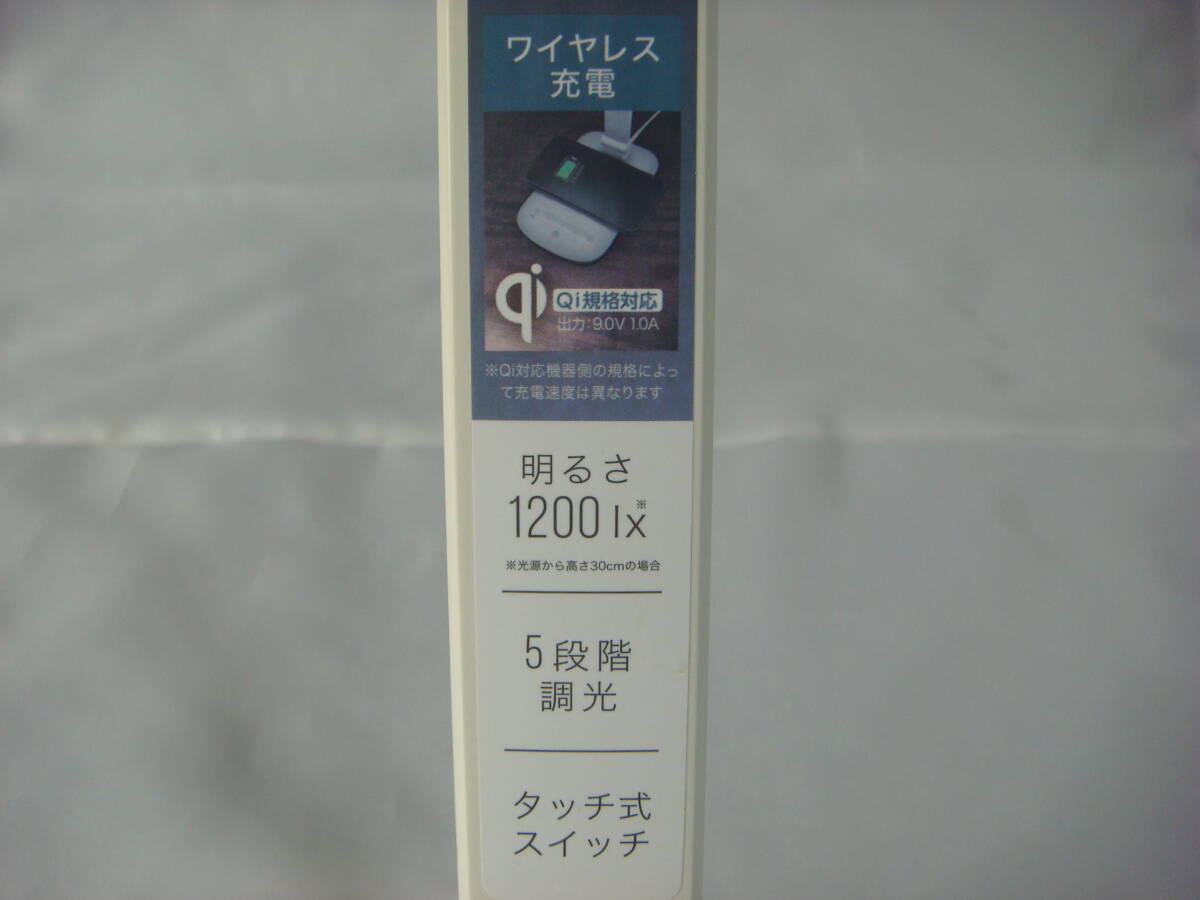 ワイヤレス
充電
qi
Qi規格対応
出力:9.0V 1.0A
※Qi対応機器側の規格によっ
て充電速度は異なります
明るさ
1200 lx※
※光源から高さ30cmの場合
5段階
調光
タッチ式
スイッチ